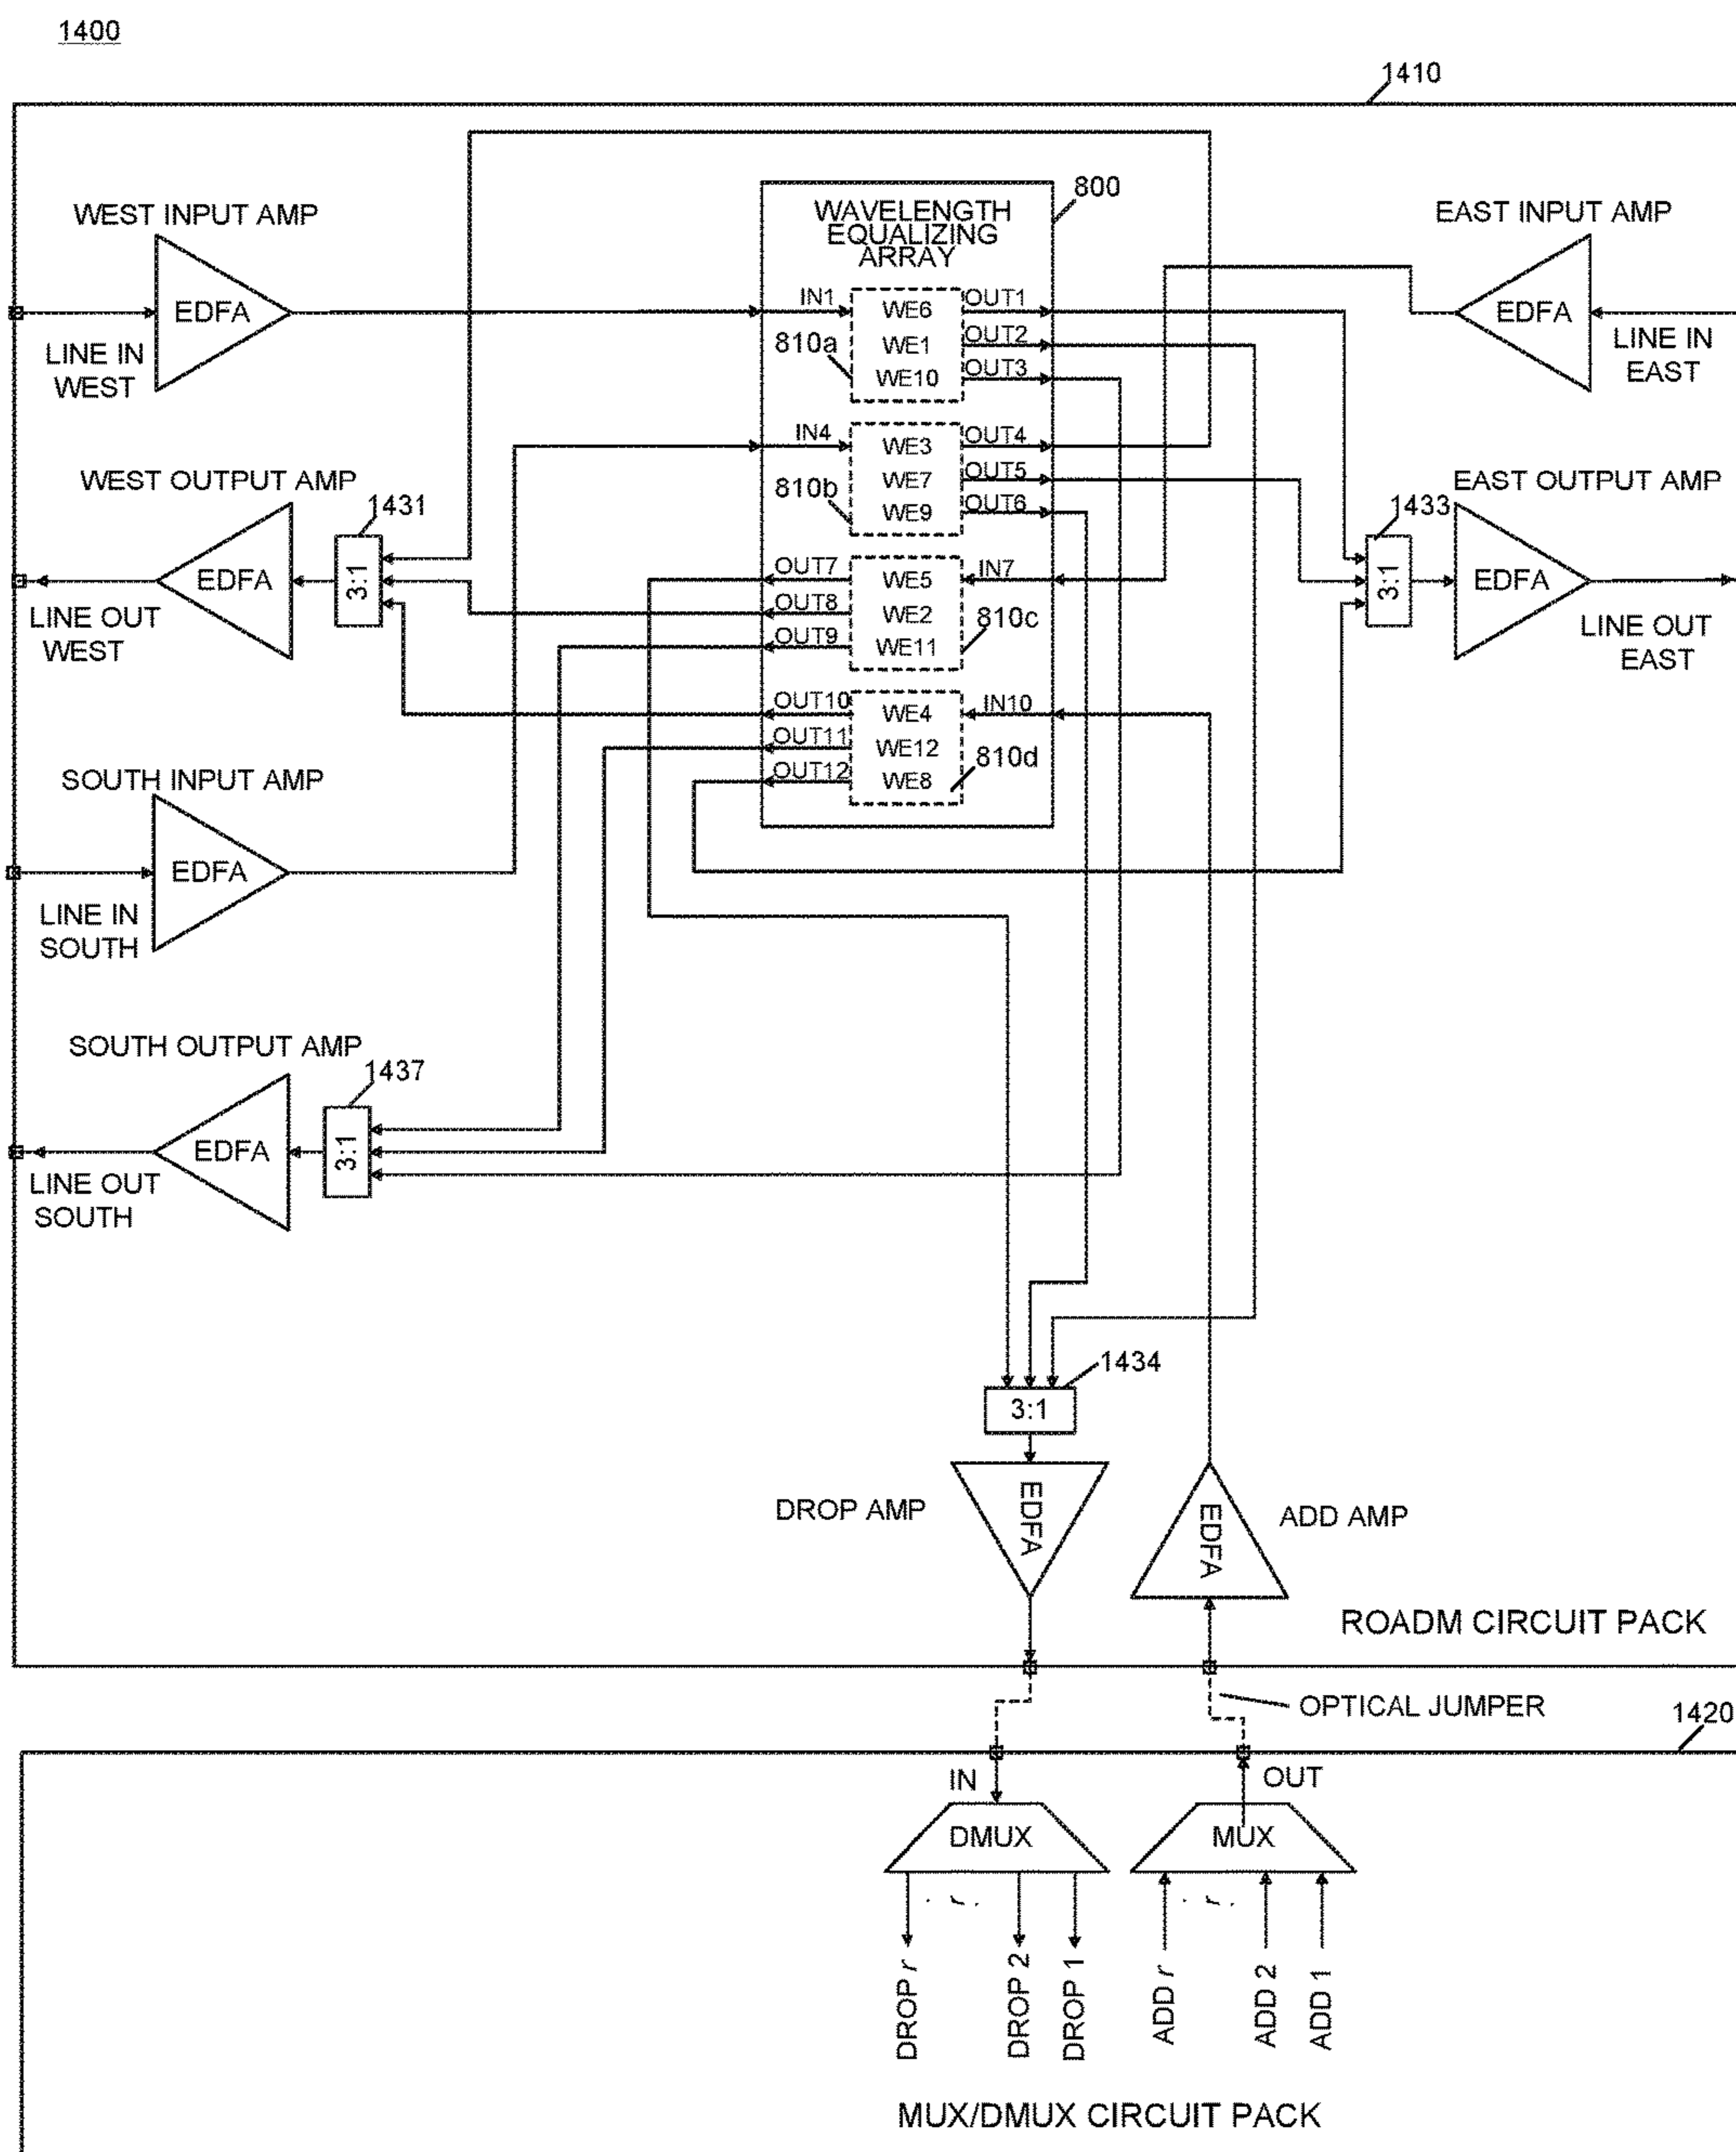 1400
1410
800
WEST INPUT AMP
WAVELENGTH
EQUALIZING
ARRAY
EAST INPUT AMP
EDFA
IN1
WE6
OUT1
EDFA
LINE IN
WEST
810a
WE1
OUT2
LINE IN
EAST
WE10
OUT3
IN4
WE3
OUT4
WEST OUTPUT AMP
810b
WE7
OUT5
EAST OUTPUT AMP
1431
WE9
OUT6
1433
EDFA
3:1
OUT7
WE5
IN7
3:1
EDFA
LINE OUT
WEST
OUT8
WE2
810c
LINE OUT
EAST
OUT9
WE11
OUT10
WE4
IN10
OUT11
WE12
810d
SOUTH INPUT AMP
OUT12
WE8
EDFA
LINE IN
SOUTH
SOUTH OUTPUT AMP
1437
EDFA
3:1
LINE OUT
SOUTH
1434
3:1
DROP AMP
EDFA
EDFA
ADD AMP
ROADM CIRCUIT PACK
OPTICAL JUMPER
1420
IN
OUT
DMUX
MUX
r
r
DROP r
DROP 2
DROP 1
ADD r
ADD 2
ADD 1
MUX/DMUX CIRCUIT PACK